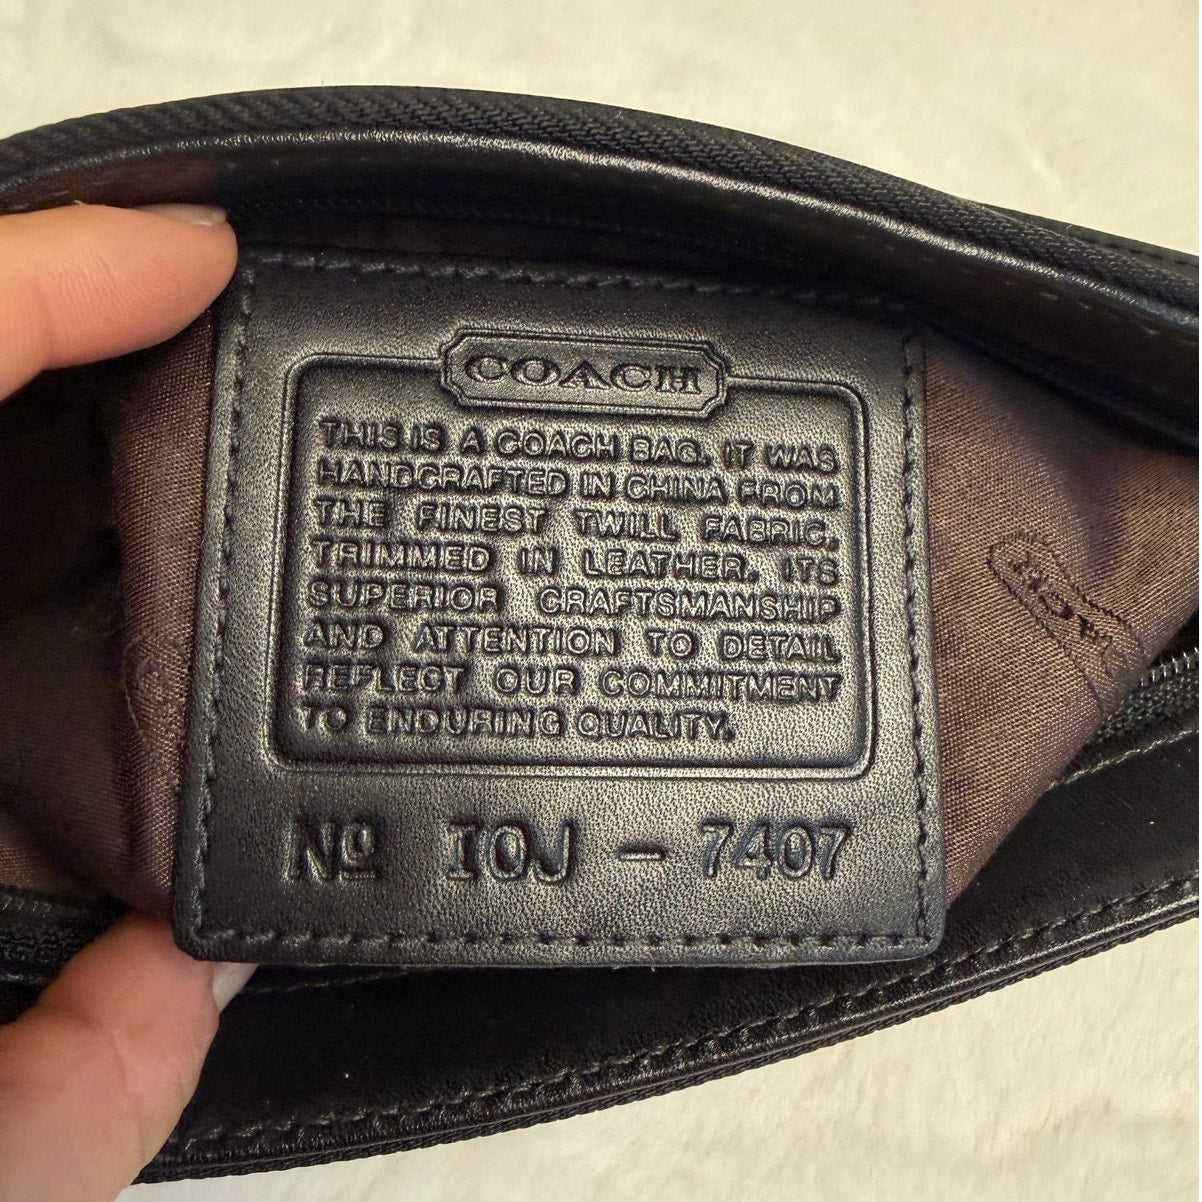 COACH
THIS IS A COACH BAG. IT WAS
HANDCRAFTED IN CHINA FROM
THE FINEST TWILL FABRIC,
TRIMMED IN LEATHER. ITS
SUPERIOR CRAFTSMANSHIP
AND ATTENTION TO DETAIL
REFLECT OUR COMMITMENT
TO ENDURING QUALITY.
Nº IOJ - 7407